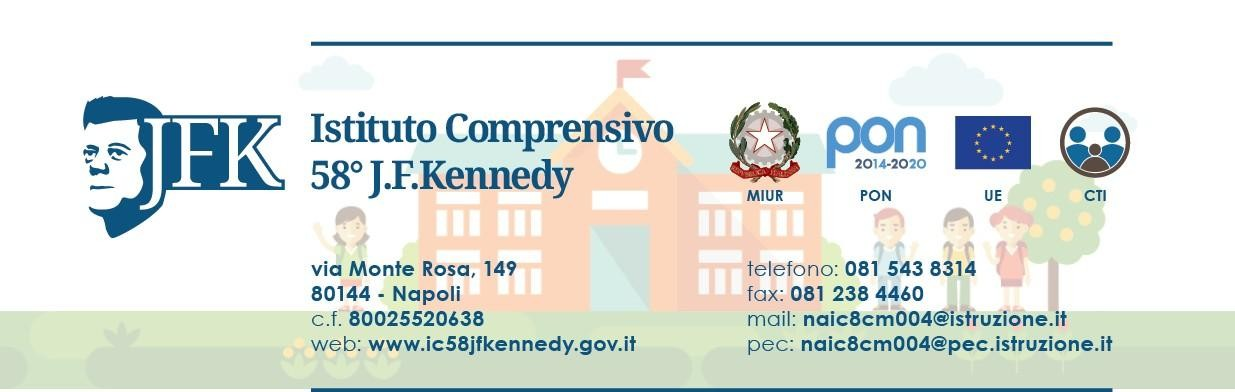 JFK
Istituto Comprensivo
58° J.F.Kennedy
via Monte Rosa, 149
80144 - Napoli
c.f. 80025520638
web: www.ic58jfkennedy.gov.it
pon
2014-2020
MIUR PON UE CTI
telefono: 081 543 8314
fax: 081 238 4460
mail: naic8cm004@istruzione.it
pec: naic8cm004@pec.istruzione.it